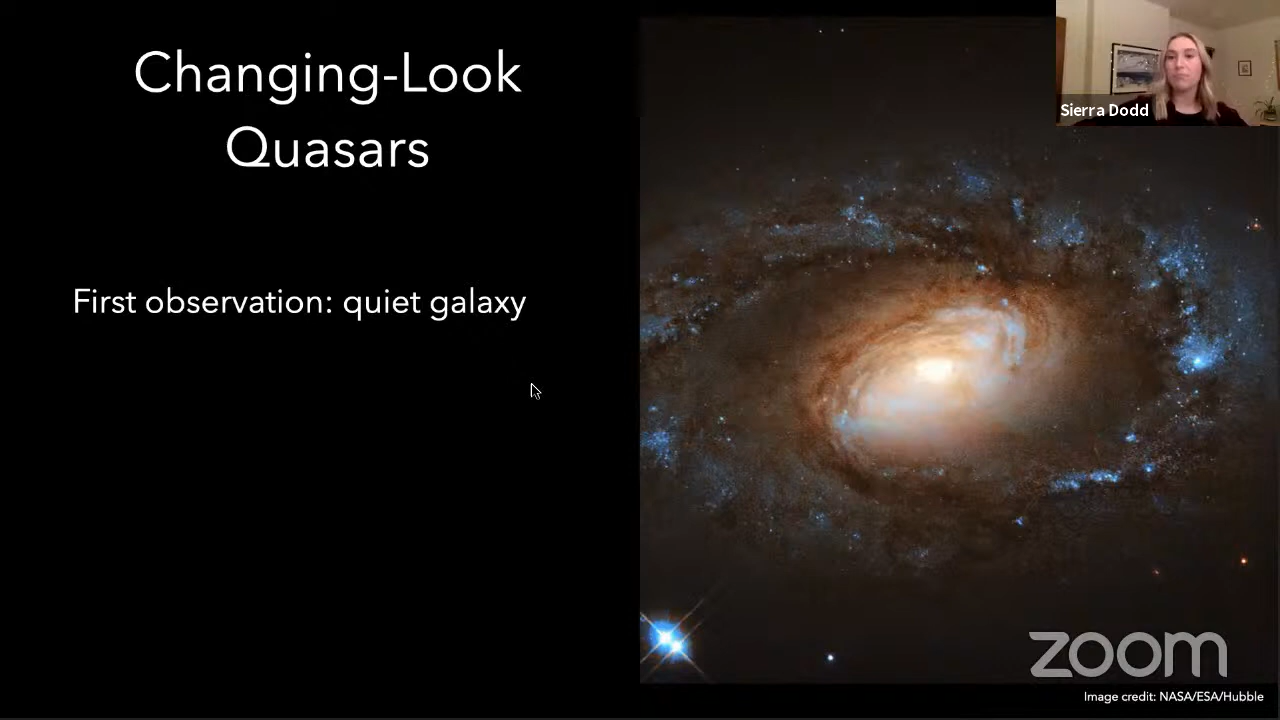 Changing-Look
Quasars
Sierra Dodd
First observation: quiet galaxy
zoom
Image credit: NASA/ESA/Hubble